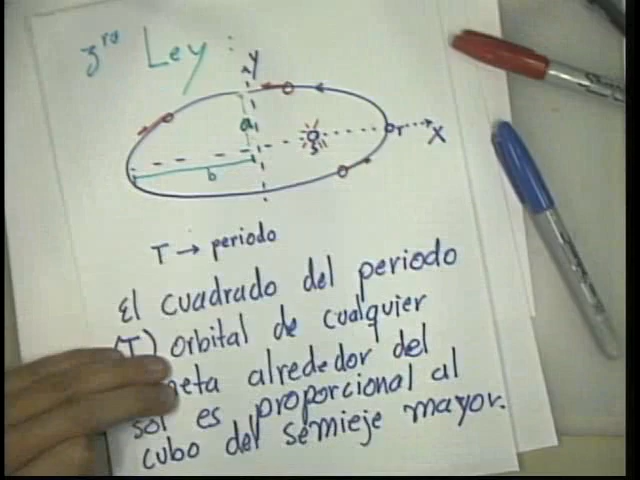 3ra Ley:
y
a
S
r
X
b
T → periodo
El cuadrado del periodo
(T) orbital de cualquier
neta alrededor del
sol es proporcional al
cubo del semieje mayor.